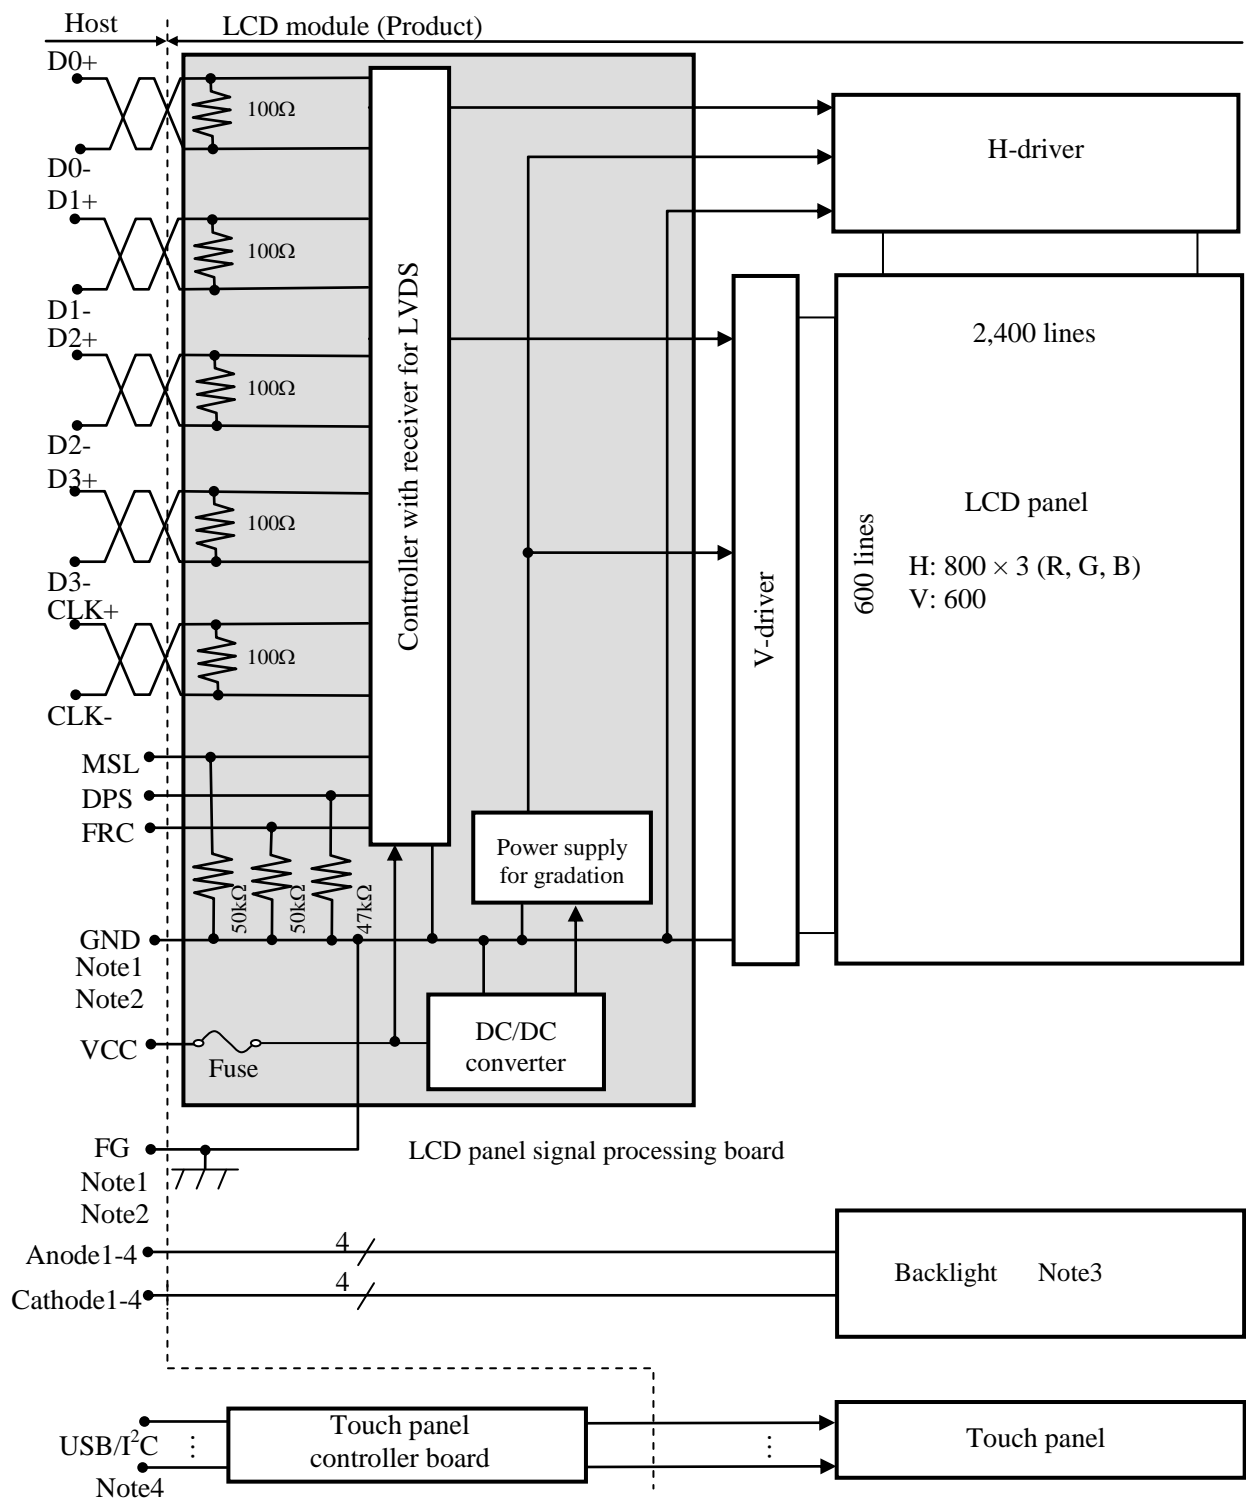 Host
LCD module (Product)
D0+
100Ω
D0-
H-driver
D1+
100Ω
D1-
D2+
100Ω
D2-
D3+
100Ω
D3-
CLK+
100Ω
CLK-
Controller with receiver for LVDS
2,400 lines
600 lines
LCD panel
H: 800 × 3 (R, G, B)
V: 600
V-driver
MSL
DPS
FRC
50kΩ
50kΩ
47kΩ
Power supply
for gradation
GND
Note1
Note2
VCC
Fuse
DC/DC
converter
FG
Note1
Note2
LCD panel signal processing board
Anode1-4
4
Cathode1-4
4
Backlight Note3
USB/I²C
⋮
Note4
Touch panel
controller board
⋮
Touch panel